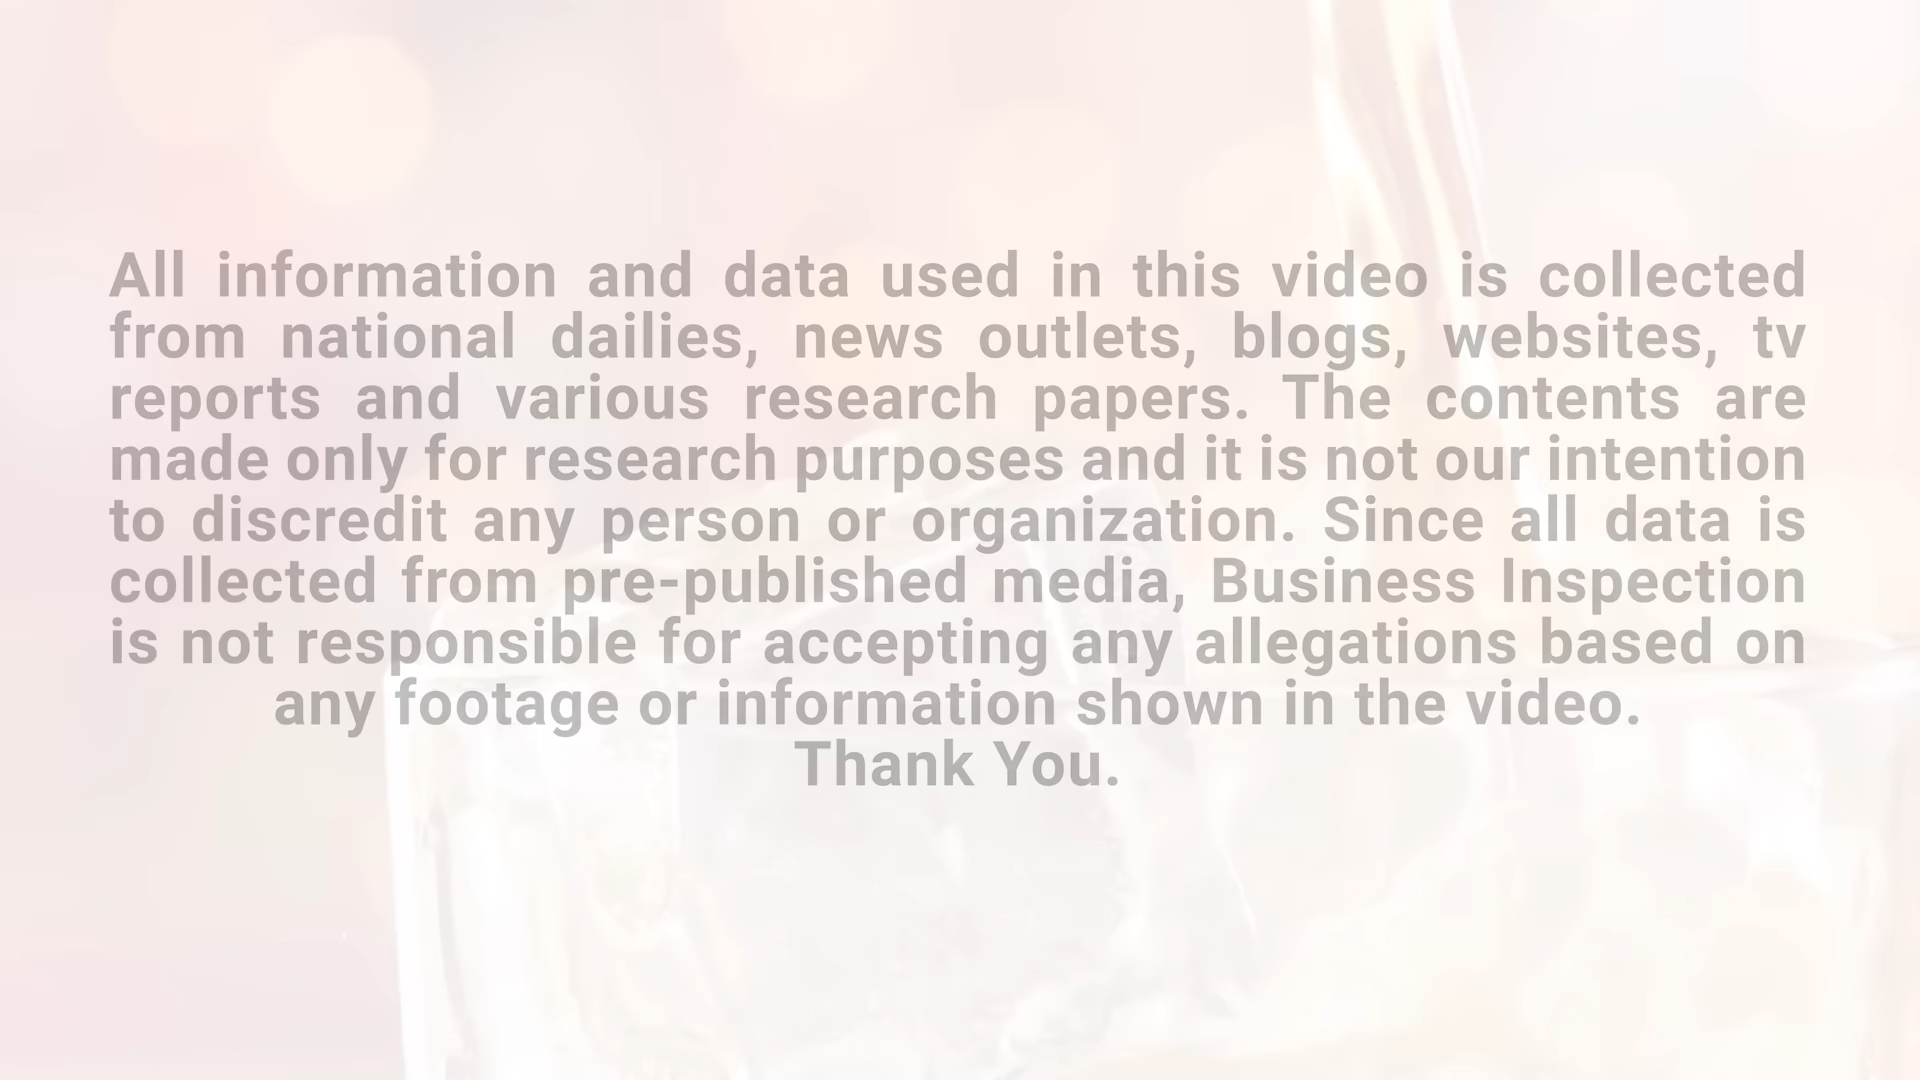 All information and data used in this video is collected
from national dailies, news outlets, blogs, websites, tv
reports and various research papers. The contents are
made only for research purposes and it is not our intention
to discredit any person or organization. Since all data is
collected from pre-published media, Business Inspection
is not responsible for accepting any allegations based on
any footage or information shown in the video.
Thank You.